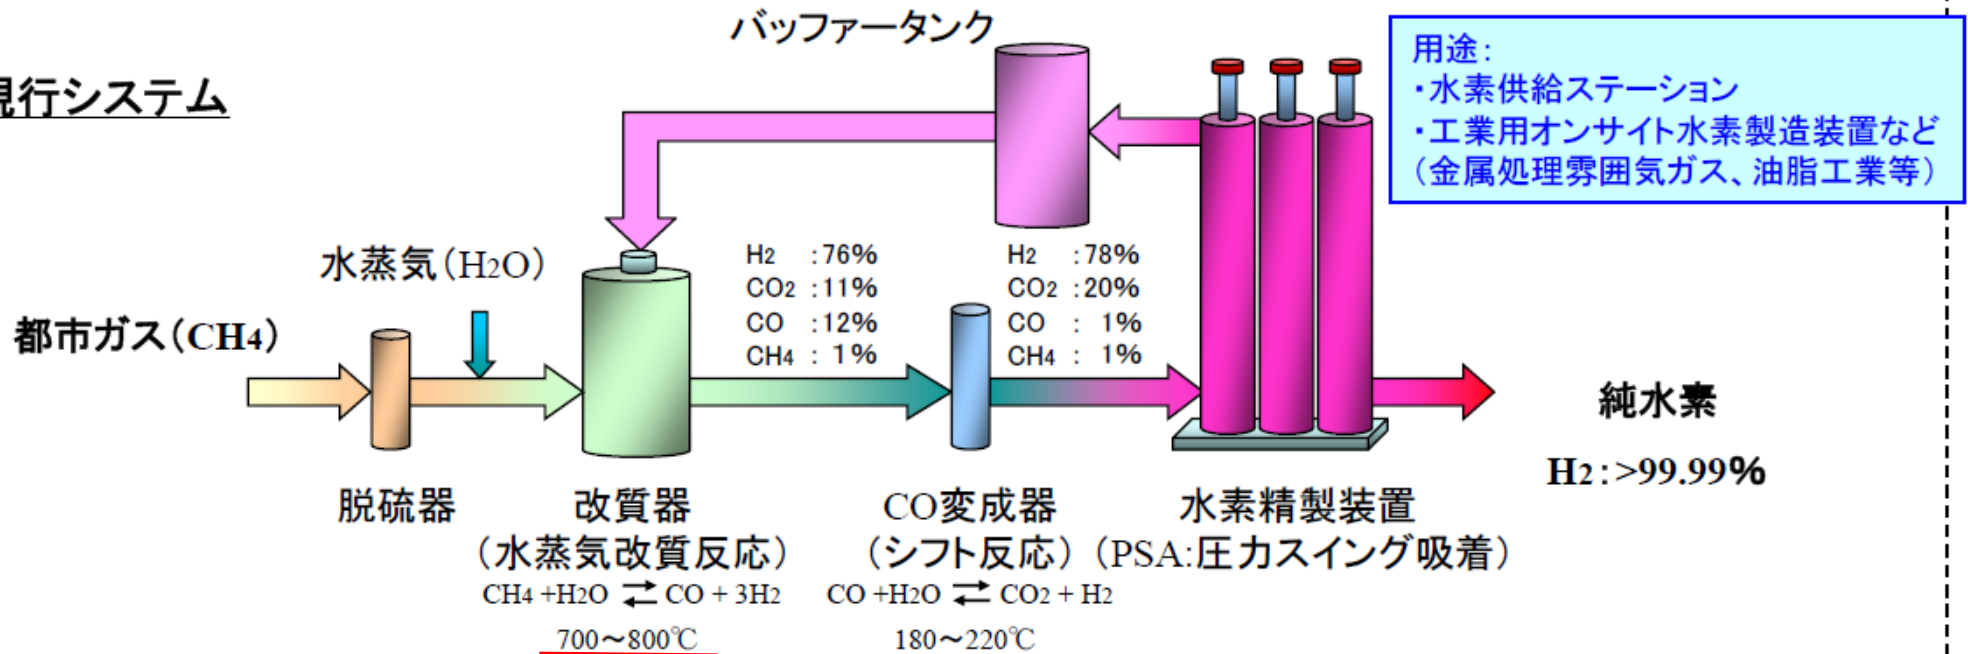 現行システム
バッファータンク
用途：
・水素供給ステーション
・工業用オンサイト水素製造装置など
（金属処理雰囲気ガス、油脂工業等）
水蒸気（H2O）
都市ガス（CH4）
H2 :76%
CO2 :11%
CO :12%
CH4 : 1%
H2 :78%
CO2 :20%
CO : 1%
CH4 : 1%
純水素
H2：>99.99%
脱硫器
改質器
（水蒸気改質反応）
CH4 +H2O ⇄ CO + 3H2
700～800℃
CO変成器
（シフト反応）
CO +H2O ⇄ CO2 + H2
180～220℃
水素精製装置
（PSA:圧力スイング吸着）